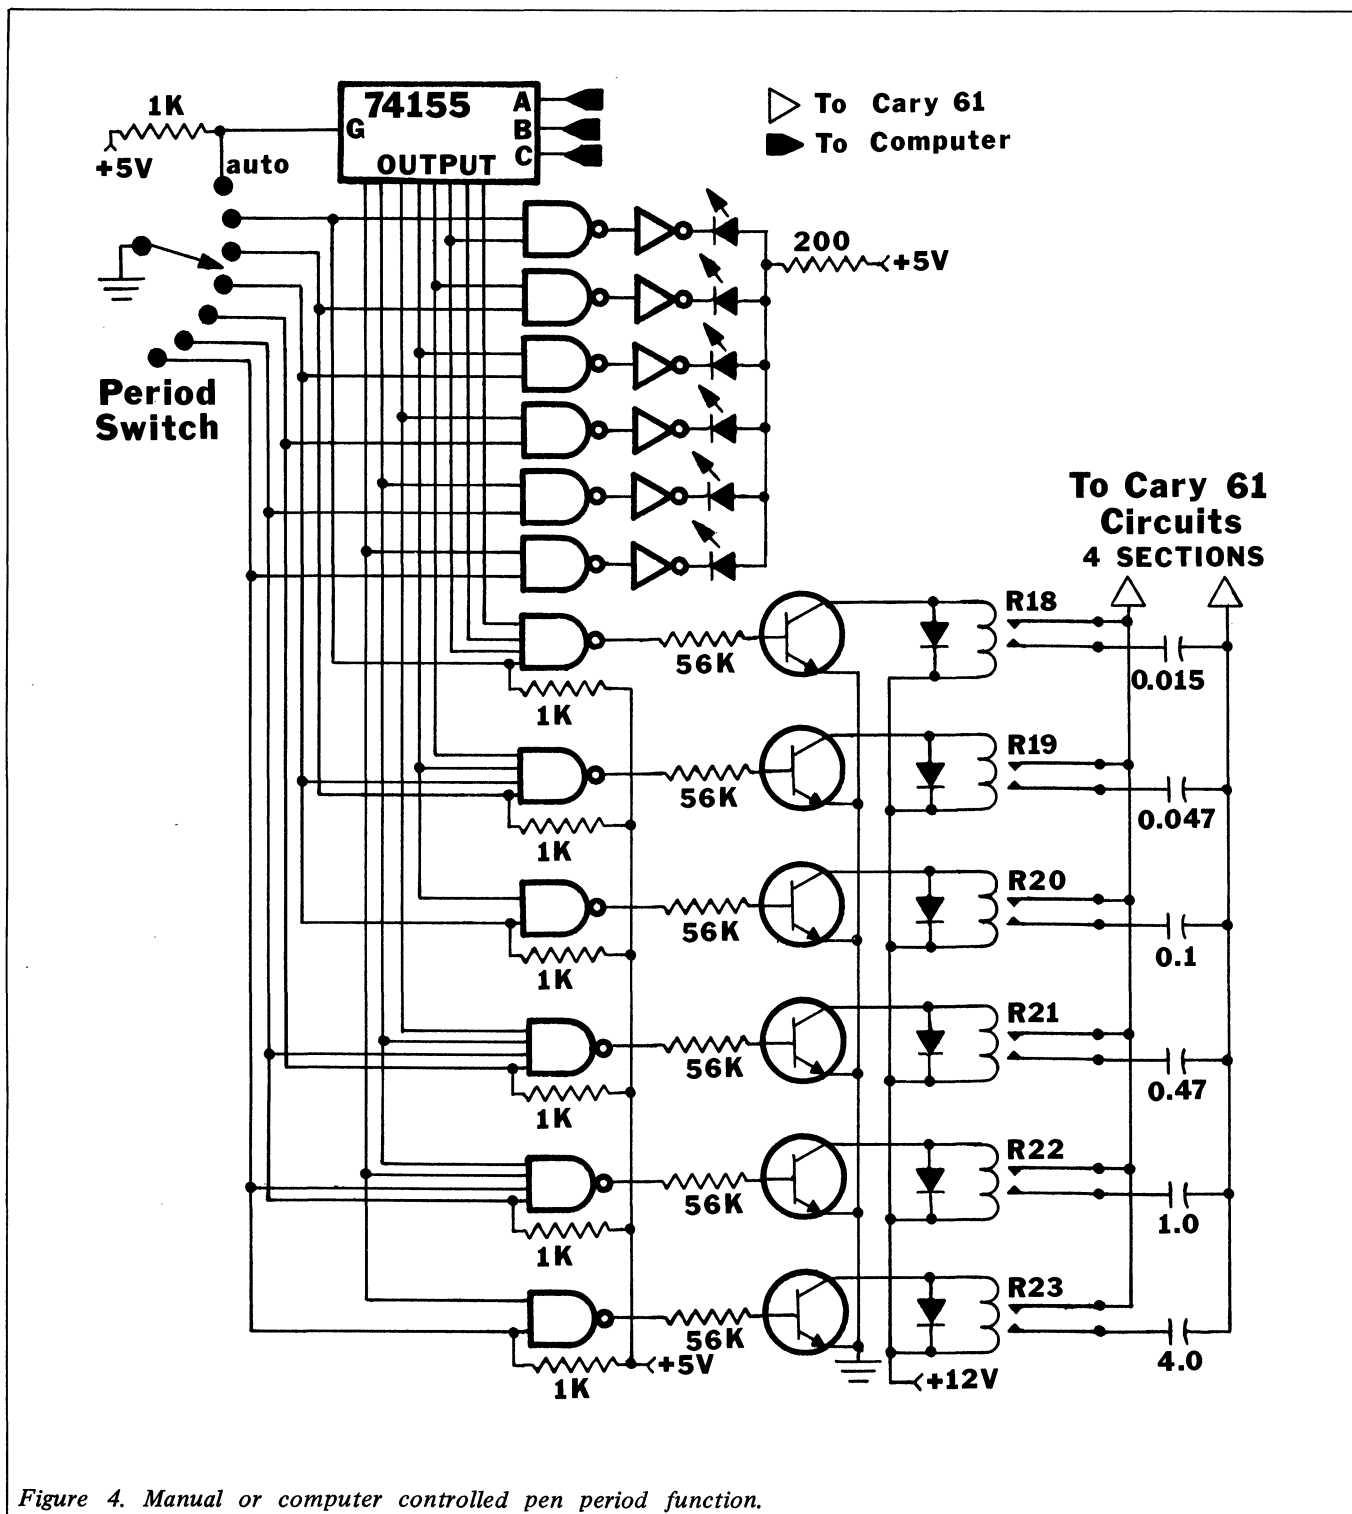 1K
+5V
auto
74155
G
A
B
C
OUTPUT
To Cary 61
To Computer
200
+5V
Period
Switch
To Cary 61
Circuits
4 SECTIONS
R18
56K
0.015
1K
R19
56K
0.047
1K
R20
56K
0.1
1K
R21
56K
0.47
1K
R22
56K
1.0
1K
R23
56K
+5V
4.0
1K
+12V
Figure 4. Manual or computer controlled pen period function.